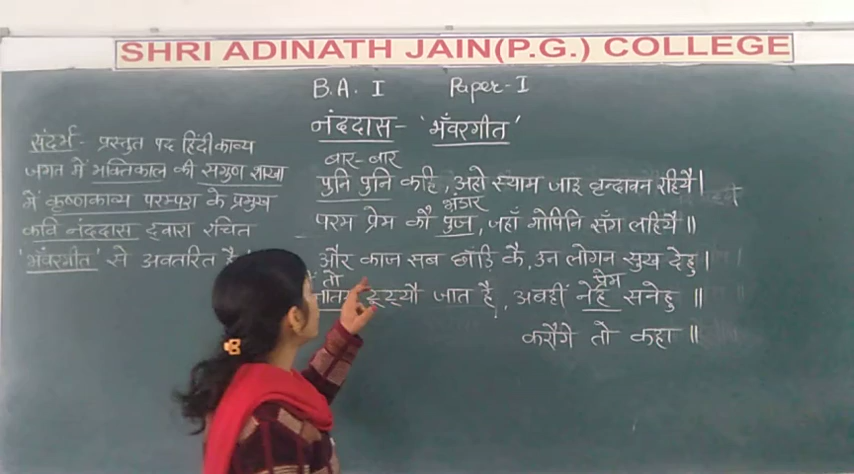 SHRI ADINATH JAIN(P.G.) COLLEGE
B.A. I Paper-I
नंददास- 'भँवरगीत'
संदर्भ - प्रस्तुत पद हिंदीकाव्य
जगत में भक्तिकाल की सगुण शाखा
में कृष्णकाव्य परम्परा के प्रमुख
कवि नंददास द्वारा रचित
'भँवरगीत' से अवतरित है
बार-बार
पुनि पुनि कहि, अहो स्याम जाइ वृन्दावन रहियै।
भंडार
परम प्रेम कौ पुंज, जहाँ गोपिनि सँग लहियै॥
और काज सब छाँड़ि कै, उन लोगन सुख देहु।
तो प्रेम
टूट्यौ जात है, अबहीं नेह सनेहु॥
करौगे तो कहा॥